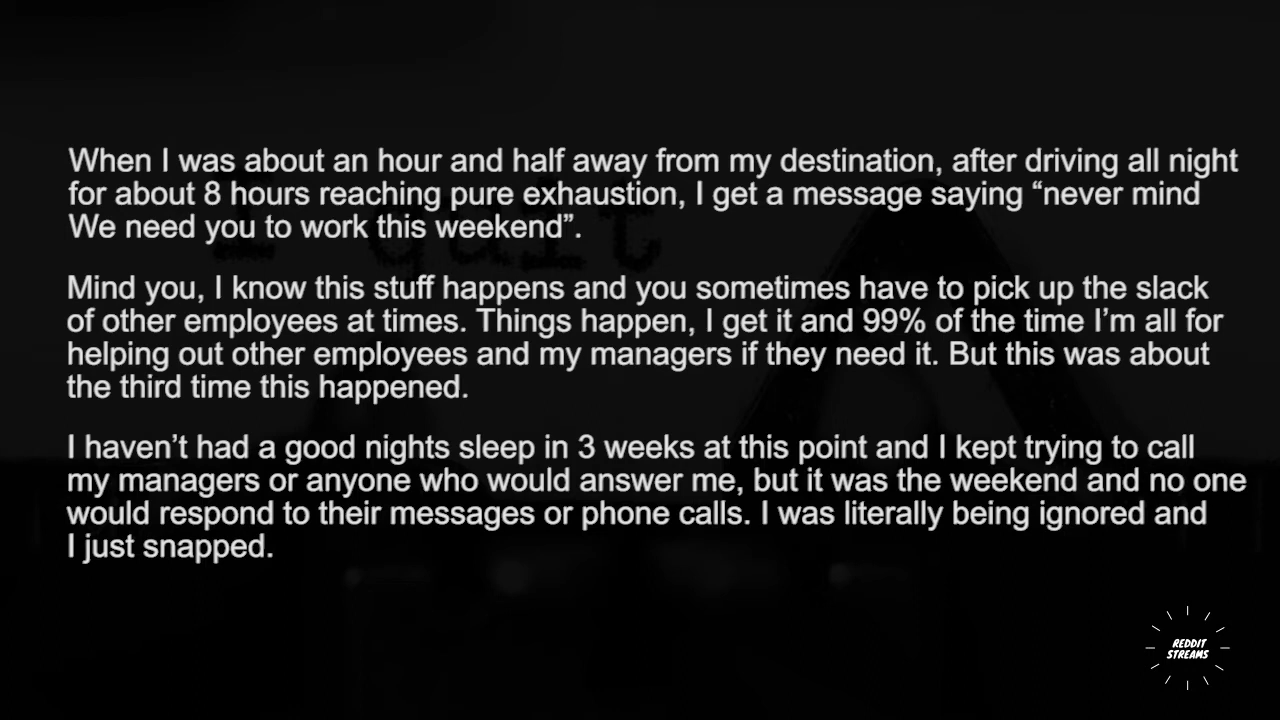 When I was about an hour and half away from my destination, after driving all night
for about 8 hours reaching pure exhaustion, I get a message saying “never mind
We need you to work this weekend”.
Mind you, I know this stuff happens and you sometimes have to pick up the slack
of other employees at times. Things happen, I get it and 99% of the time I’m all for
helping out other employees and my managers if they need it. But this was about
the third time this happened.
I haven’t had a good nights sleep in 3 weeks at this point and I kept trying to call
my managers or anyone who would answer me, but it was the weekend and no one
would respond to their messages or phone calls. I was literally being ignored and
I just snapped.
I quit
REDDIT
STREAMS